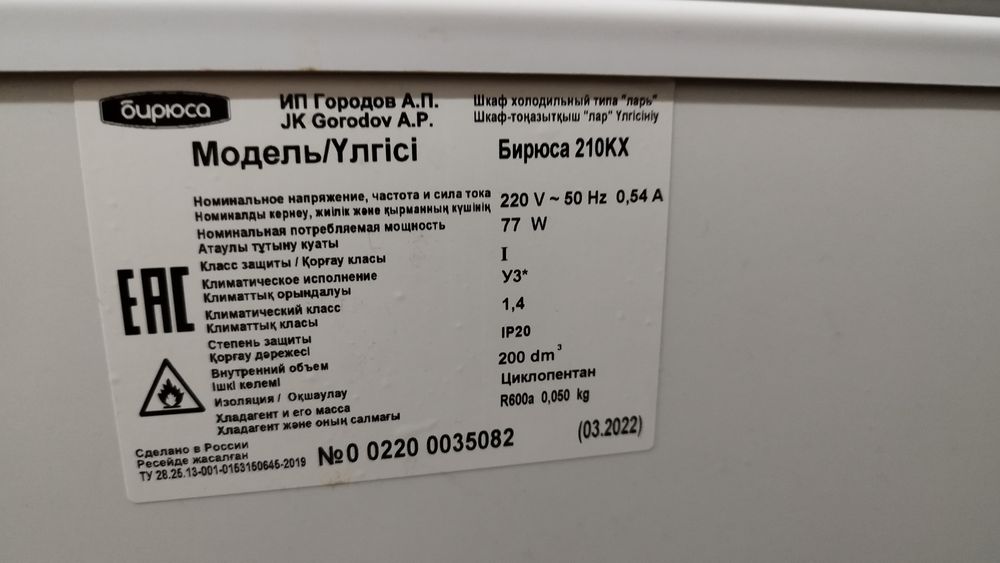 бирюса
ИП Городов А.П.
JK Gorodov A.P.
Шкаф холодильный типа "ларь"
Шкаф-тоңазытқыш "лар" Үлгісініу
Модель/Үлгісі Бирюса 210КХ
Номинальное напряжение, частота и сила тока 220 V ~ 50 Hz 0,54 A
Номиналды кернеу, жиілік және қырманның күшінің
Номинальная потребляемая мощность 77 W
Атаулы тұтыну куаты
Класс защиты / Қорғау класы I
Климатическое исполнение У3*
Климаттық орындалуы
Климатический класс 1,4
Климаттық класы
Степень защиты IP20
Қорғау дәрежесі
Внутренний объем 200 dm³
Ішкі көлемі
Изоляция / Оқшаулау Циклопентан
Хладагент и его масса R600a 0,050 kg
Хладагент және оның салмағы
EAC
Сделано в России
Ресейде жасалған
ТУ 28.25.13-001-0153150645-2019
№0 0220 0035082 (03.2022)